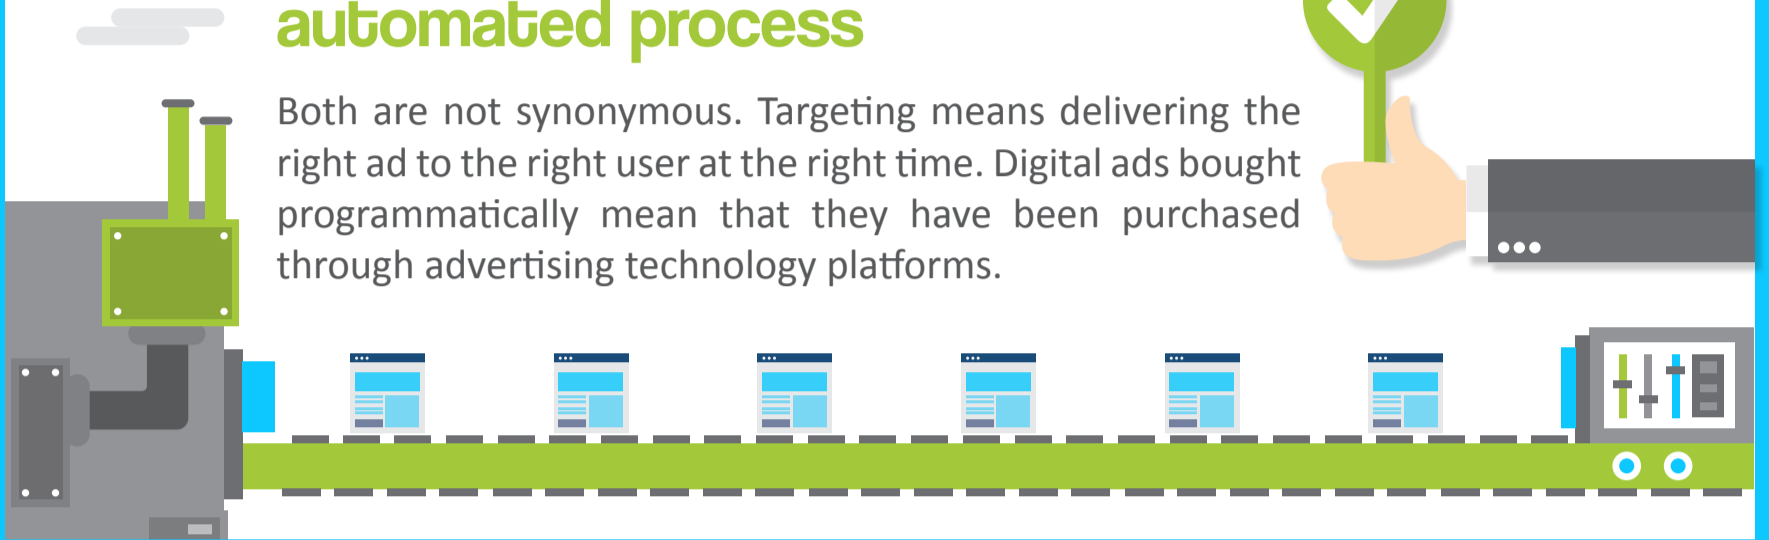 automated process
Both are not synonymous. Targeting means delivering the
right ad to the right user at the right time. Digital ads bought
programmatically mean that they have been purchased
through advertising technology platforms.